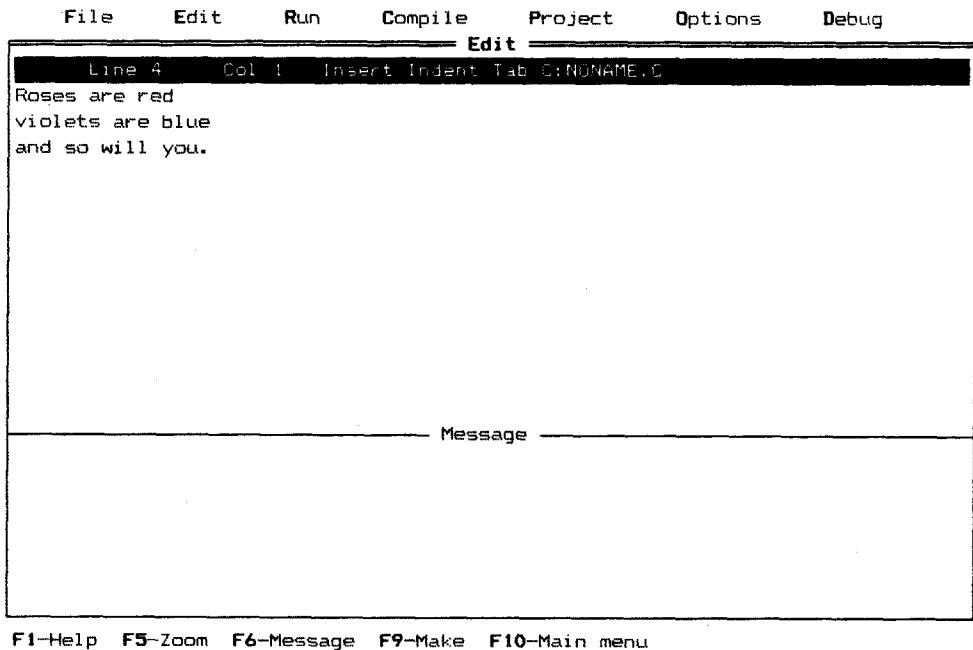 File Edit Run Compile Project Options Debug
Edit
Line 4 Col 1 Insert Indent Tab C:NONAME.C
Roses are red
violets are blue
and so will you.
Message
F1-Help F5-Zoom F6-Message F9-Make F10-Main menu